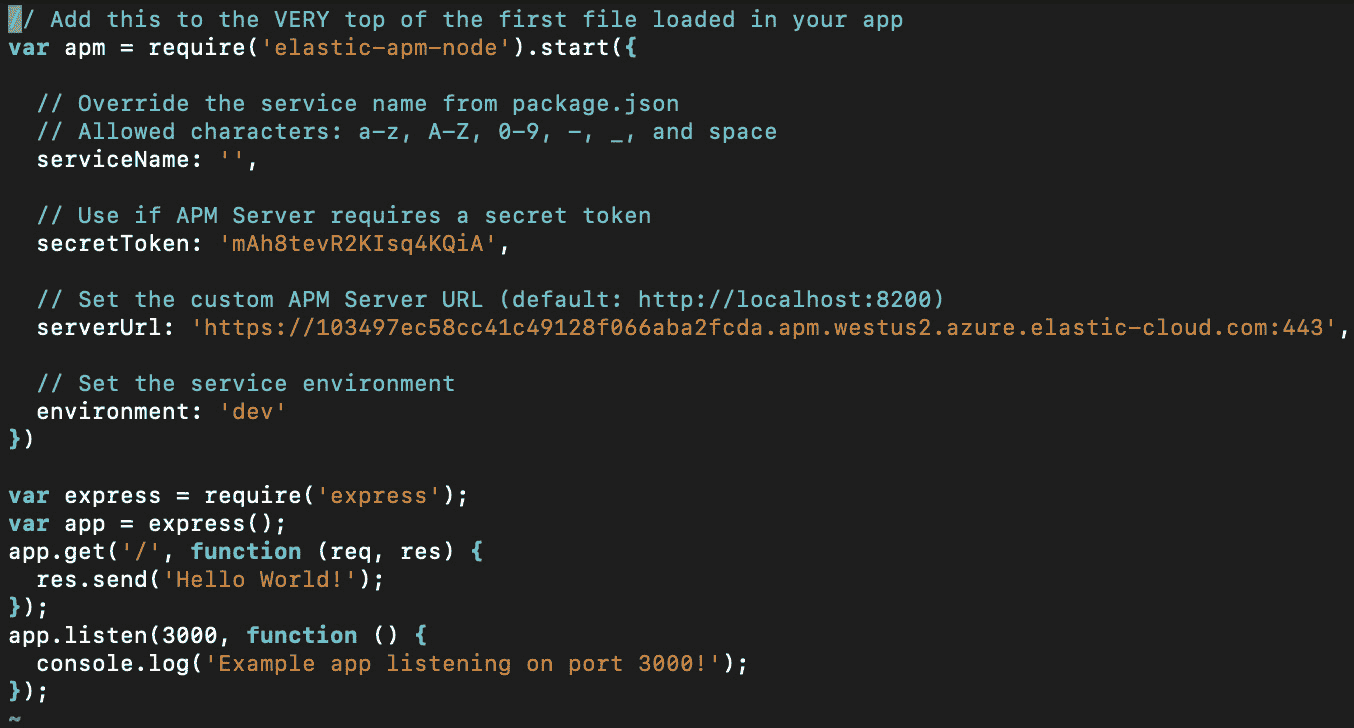 // Add this to the VERY top of the first file loaded in your app
var apm = require('elastic-apm-node').start({
  // Override the service name from package.json
  // Allowed characters: a-z, A-Z, 0-9, -, _, and space
  serviceName: '',
  // Use if APM Server requires a secret token
  secretToken: 'mAh8tevR2KIsq4KQiA',
  // Set the custom APM Server URL (default: http://localhost:8200)
  serverUrl: 'https://103497ec58cc41c49128f066aba2fcda.apm.westus2.azure.elastic-cloud.com:443',
  // Set the service environment
  environment: 'dev'
})
var express = require('express');
var app = express();
app.get('/', function (req, res) {
  res.send('Hello World!');
});
app.listen(3000, function () {
  console.log('Example app listening on port 3000!');
});
~